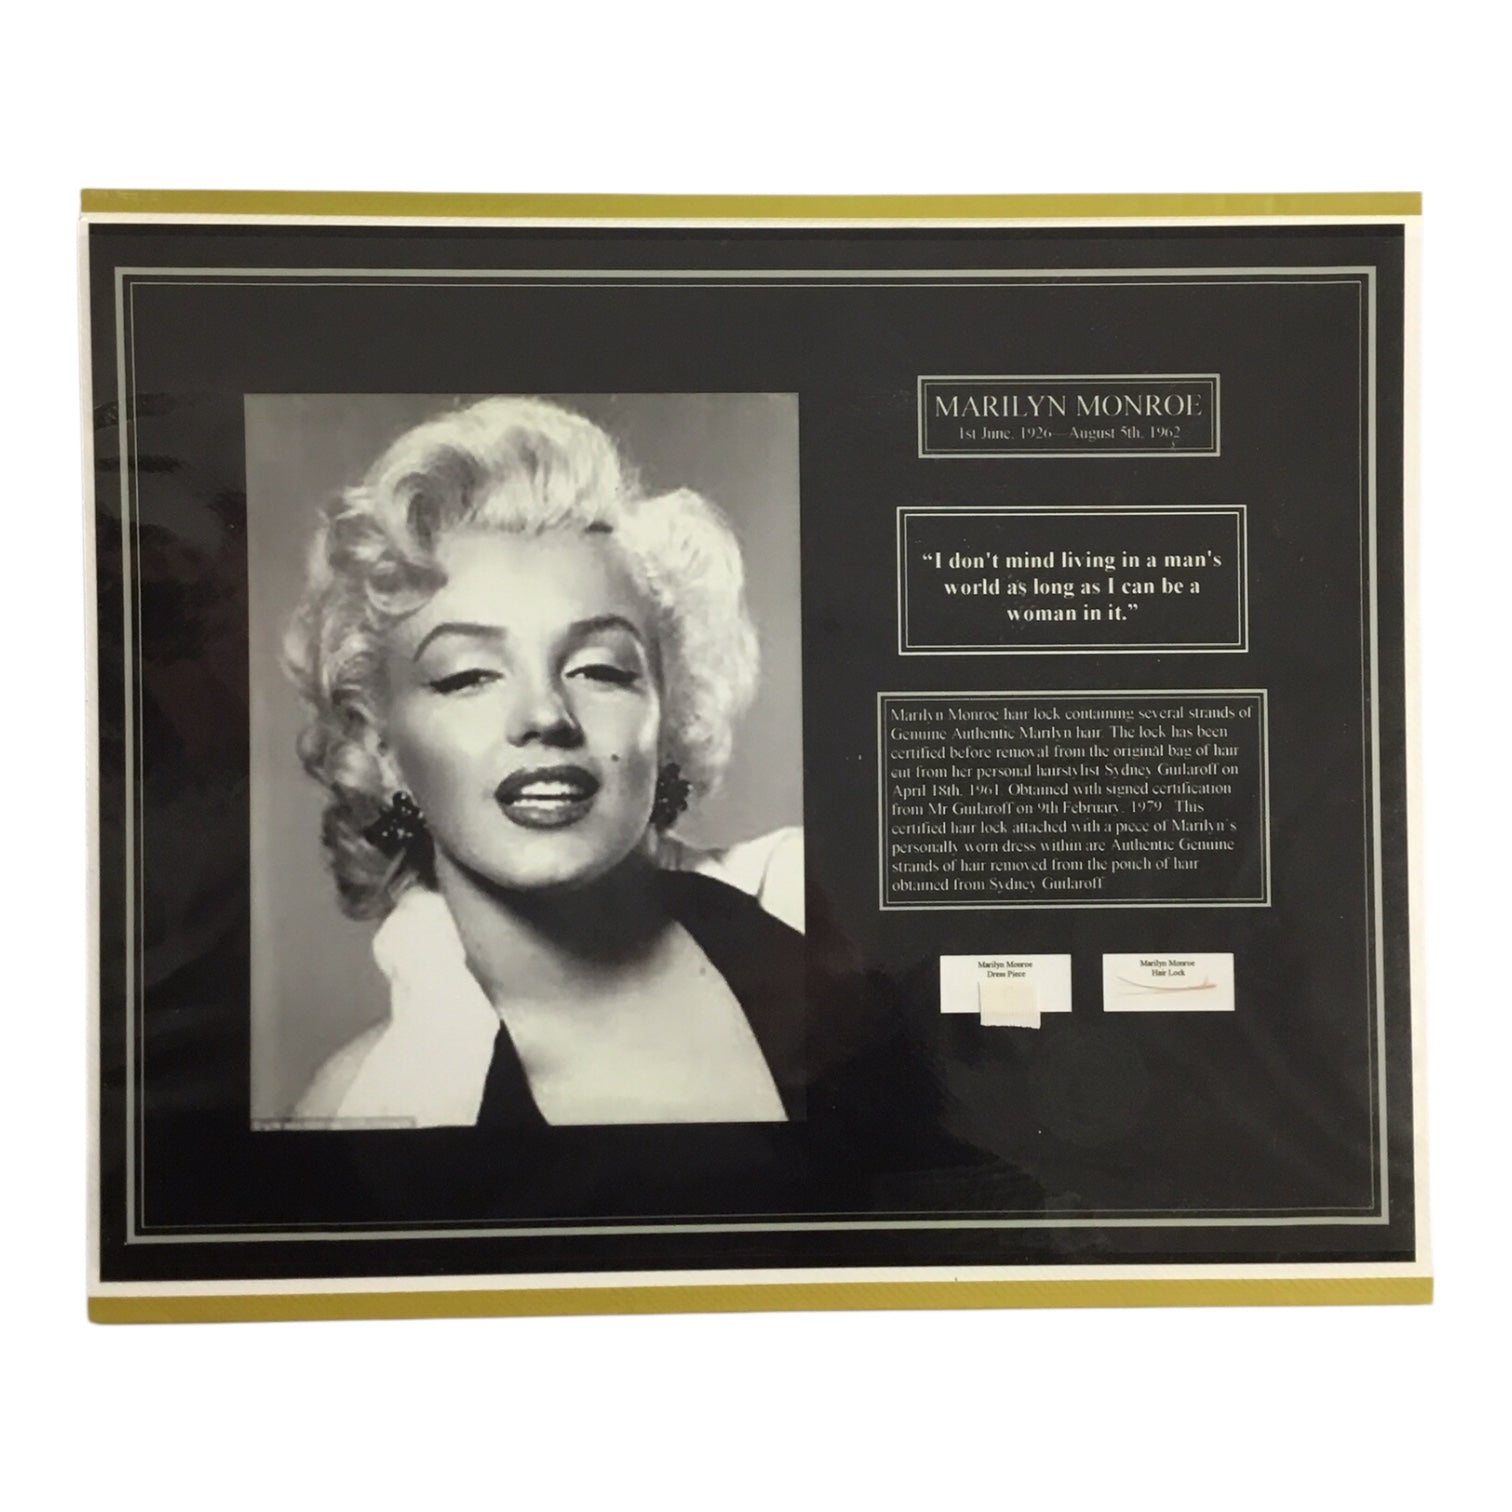 MARILYN MONROE
1st June, 1926—August 5th, 1962
“I don't mind living in a man's
world as long as I can be a
woman in it.”
Marilyn Monroe hair lock containing several strands of
Genuine Authentic Marilyn hair. The lock has been
certified before removal from the original bag of hair
cut from her personal hairstylist Sydney Guilaroff on
April 18th, 1961. Obtained with signed certification
from Mr Guilaroff on 9th February, 1979. This
certified hair lock attached with a piece of Marilyn's
personally worn dress within are Authentic Genuine
strands of hair removed from the pouch of hair
obtained from Sydney Guilaroff
Marilyn Monroe
Dress Piece
Marilyn Monroe
Hair Lock